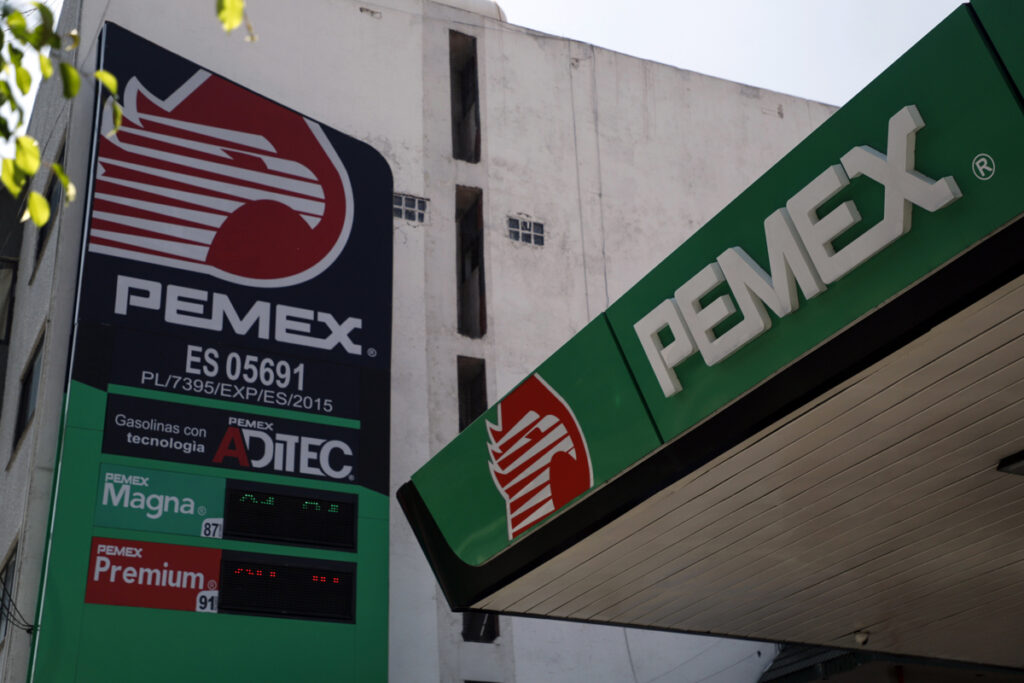 PEMEX®
ES 05691
PL/7395/EXP/ES/2015
Gasolinas con
tecnología
PEMEX
ADITEC®
PEMEX
Magna®
87
PEMEX
Premium®
91
PEMEX®